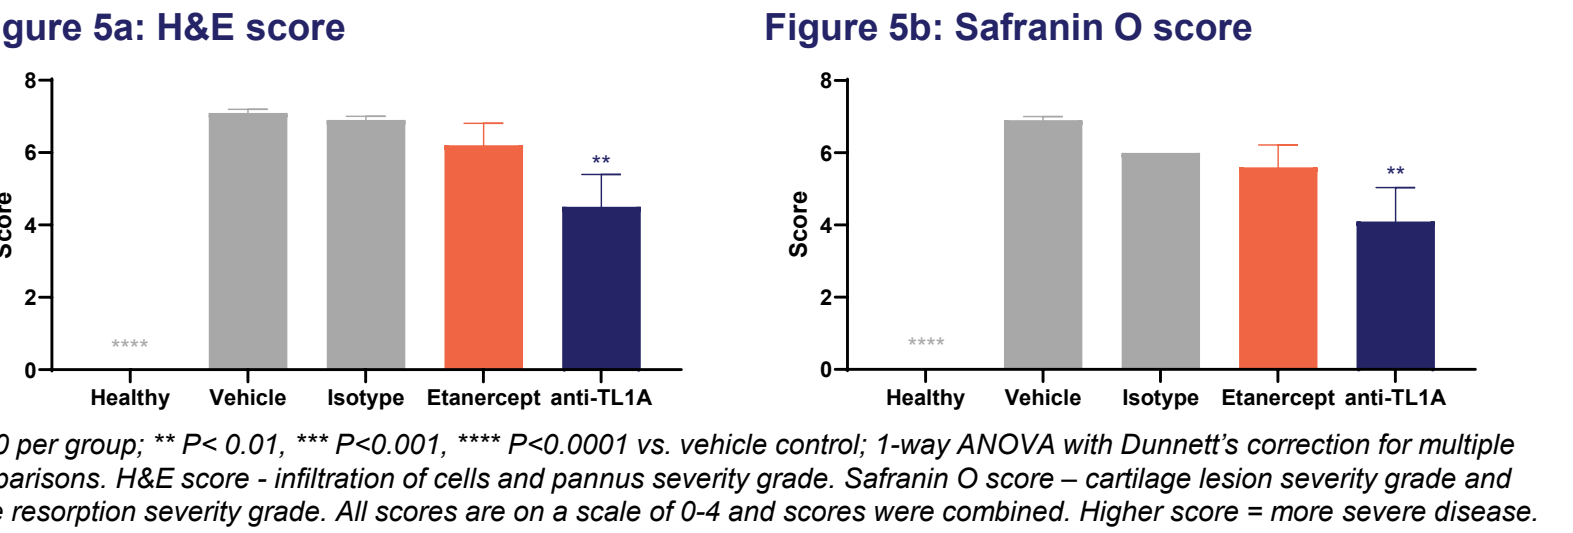 gure 5a: H&E score
Figure 5b: Safranin O score
8
6
4
2
0
Score
****
**
Healthy Vehicle Isotype Etanercept anti-TL1A
8
6
4
2
0
Score
****
**
Healthy Vehicle Isotype Etanercept anti-TL1A
0 per group; ** P< 0.01, *** P<0.001, **** P<0.0001 vs. vehicle control; 1-way ANOVA with Dunnett’s correction for multiple
parisons. H&E score - infiltration of cells and pannus severity grade. Safranin O score – cartilage lesion severity grade and
e resorption severity grade. All scores are on a scale of 0-4 and scores were combined. Higher score = more severe disease.